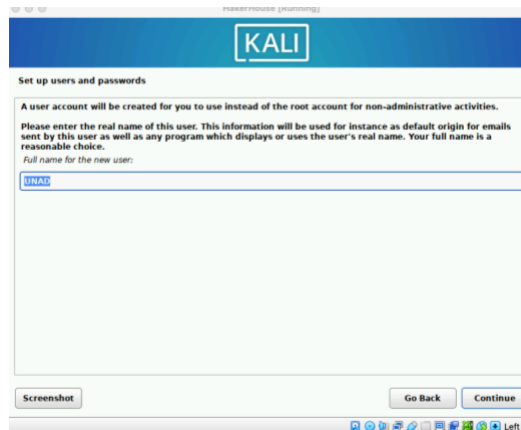 MakerHouse [Running]
KALI
Set up users and passwords
A user account will be created for you to use instead of the root account for non-administrative activities.
Please enter the real name of this user. This information will be used for instance as default origin for emails
sent by this user as well as any program which displays or uses the user's real name. Your full name is a
reasonable choice.
Full name for the new user:
UNAD
Screenshot
Go Back
Continue
Left